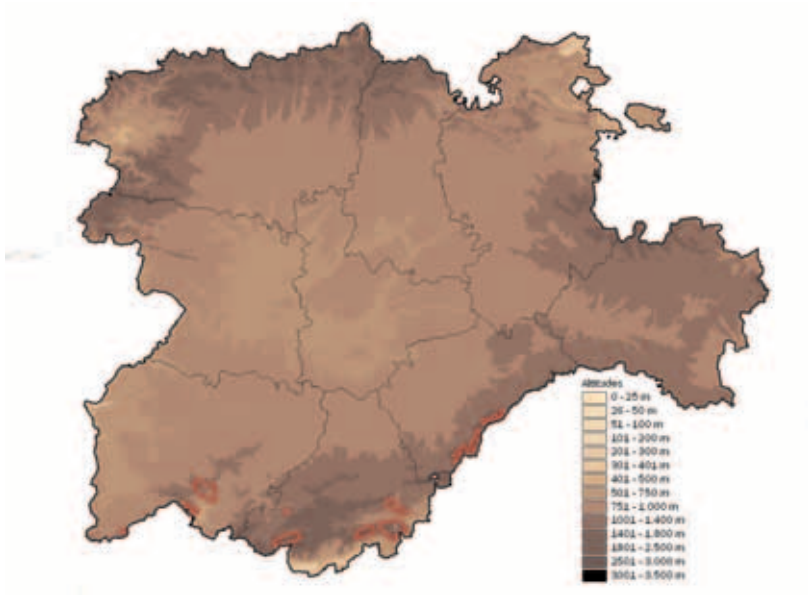 Altitudes
0 - 25 m
26 - 50 m
51 - 100 m
101 - 200 m
201 - 300 m
301 - 401 m
401 - 500 m
501 - 750 m
751 - 1.000 m
1001 - 1.400 m
1401 - 1.800 m
1801 - 2.500 m
2501 - 3.000 m
3001 - 3.500 m